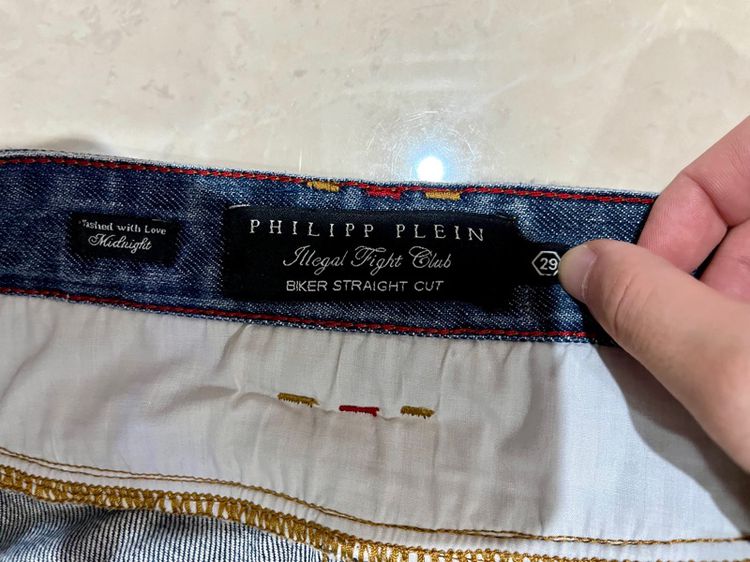 Washed with Love
Midnight
PHILIPP PLEIN
Illegal Fight Club
BIKER STRAIGHT CUT
29